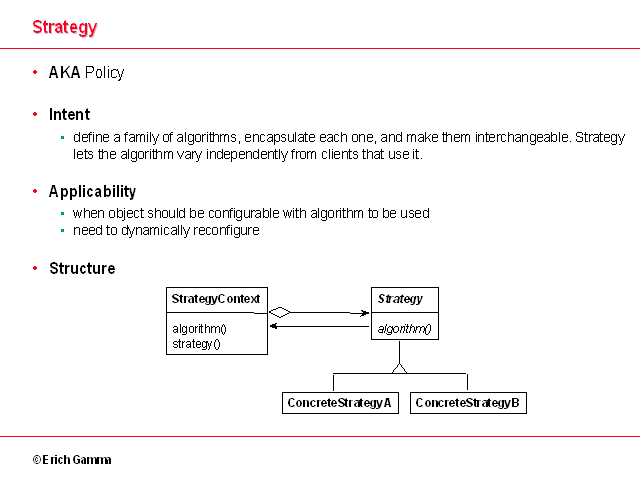 Strategy
• AKA Policy
• Intent
• define a family of algorithms, encapsulate each one, and make them interchangeable. Strategy
lets the algorithm vary independently from clients that use it.
• Applicability
• when object should be configurable with algorithm to be used
• need to dynamically reconfigure
• Structure
StrategyContext
algorithm()
strategy()
Strategy
algorithm()
ConcreteStrategyA
ConcreteStrategyB
© Erich Gamma